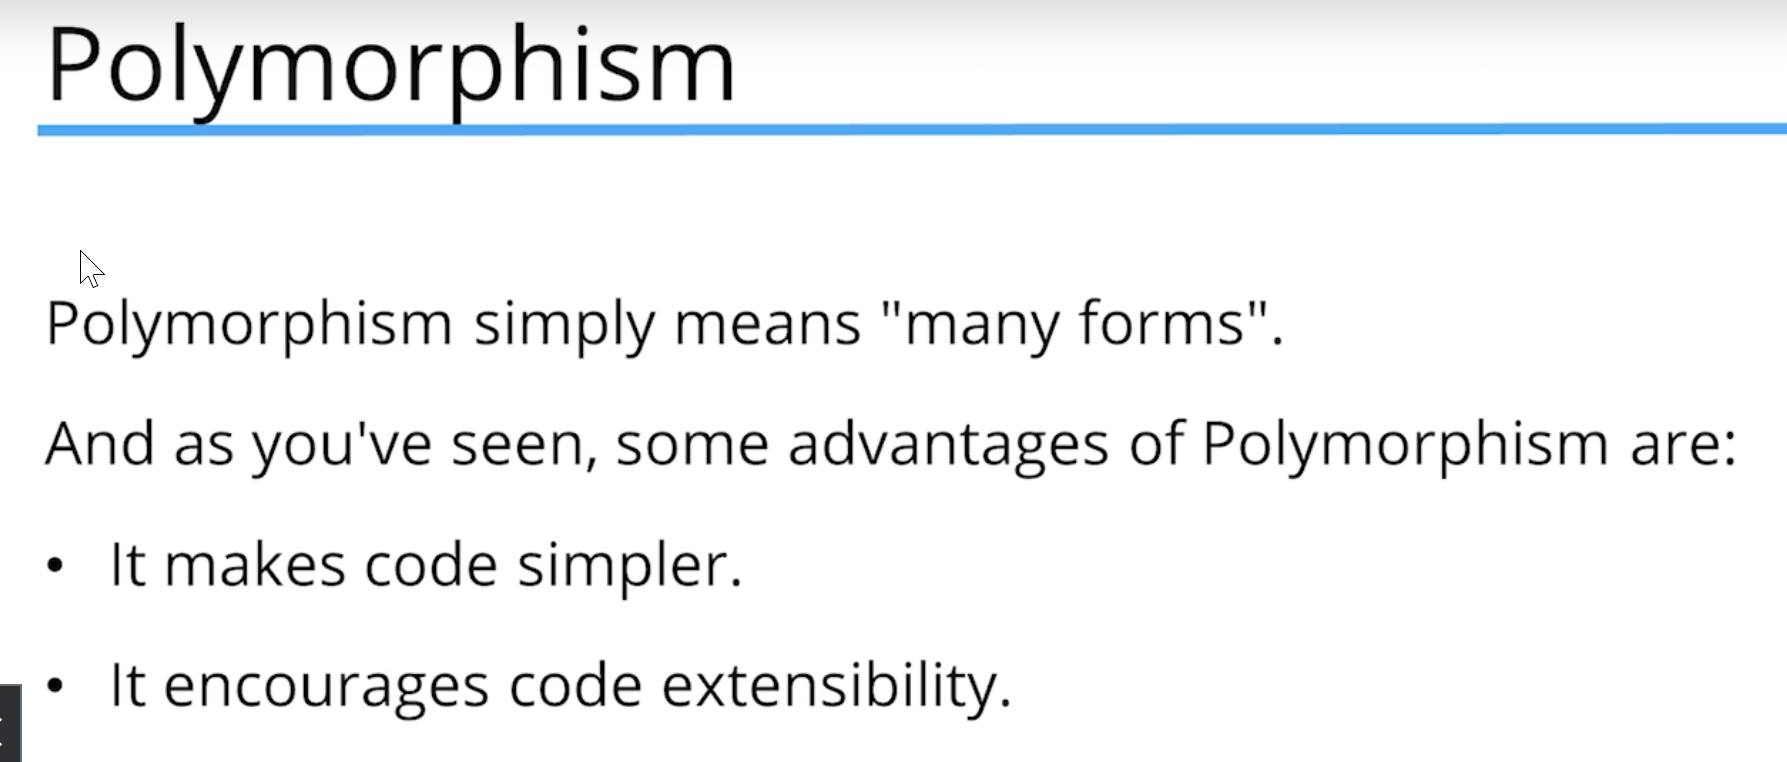 Polymorphism
Polymorphism simply means "many forms".
And as you've seen, some advantages of Polymorphism are:
• It makes code simpler.
• It encourages code extensibility.